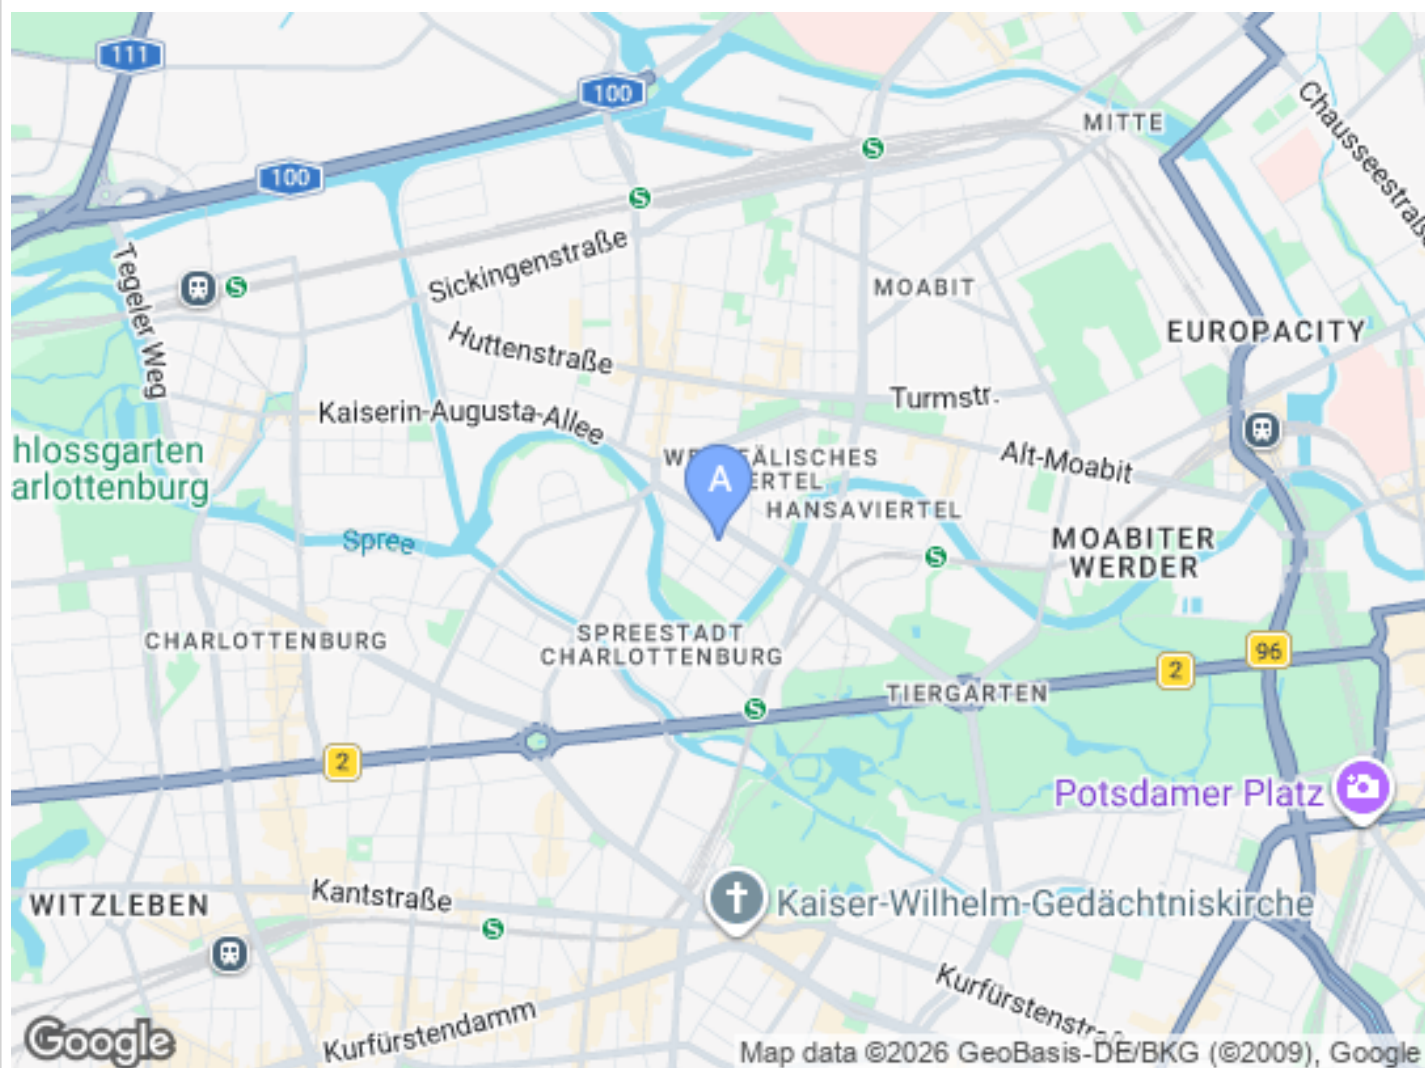 111
100
Chausseestraße
MITTE
100
S
S
Sickingenstraße
Tegeler Weg
S
MOABIT
EUROPACITY
Huttenstraße
Turmstr.
Kaiserin-Augusta-Allee
hlossgarten
arlottenburg
Alt-Moabit
A
HANSAVIERTEL
Spree
MOABITER
WERDER
S
SPREESTADT
CHARLOTTENBURG
CHARLOTTENBURG
96
2
TIERGARTEN
S
2
Potsdamer Platz
Kantstraße
WITZLEBEN
Kaiser-Wilhelm-Gedächtniskirche
S
Kurfürstendamm
Google
Map data ©2026 GeoBasis-DE/BKG (©2009), Google